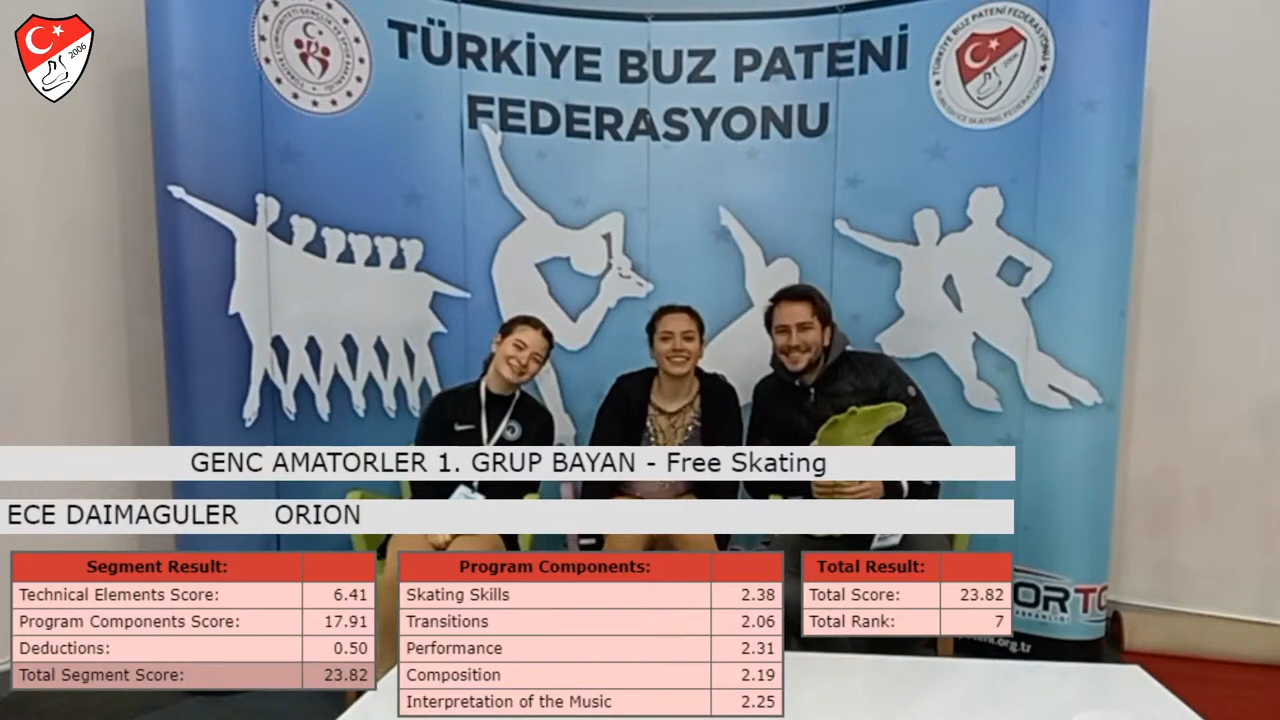 2006
TÜRKİYE BUZ PATENİ
FEDERASYONU
GENC AMATORLER 1. GRUP BAYAN - Free Skating
ECE DAIMAGULER ORION
Segment Result:
Technical Elements Score: 6.41
Program Components Score: 17.91
Deductions: 0.50
Total Segment Score: 23.82
Program Components:
Skating Skills 2.38
Transitions 2.06
Performance 2.31
Composition 2.19
Interpretation of the Music 2.25
Total Result:
Total Score: 23.82
Total Rank: 7